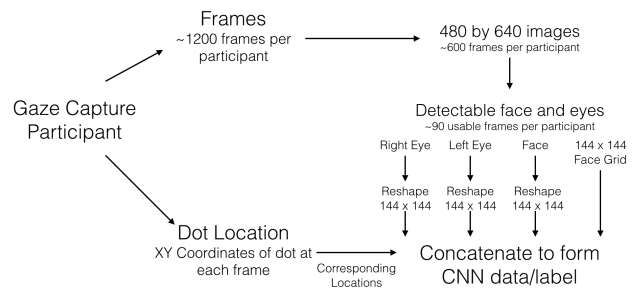 Frames
~1200 frames per
participant
480 by 640 images
~600 frames per participant
Gaze Capture
Participant
Detectable face and eyes
~90 usable frames per participant
Right Eye
Left Eye
Face
144 x 144
Face Grid
Reshape
144 x 144
Reshape
144 x 144
Reshape
144 x 144
Dot Location
XY Coordinates of dot at
each frame
Corresponding
Locations
Concatenate to form
CNN data/label